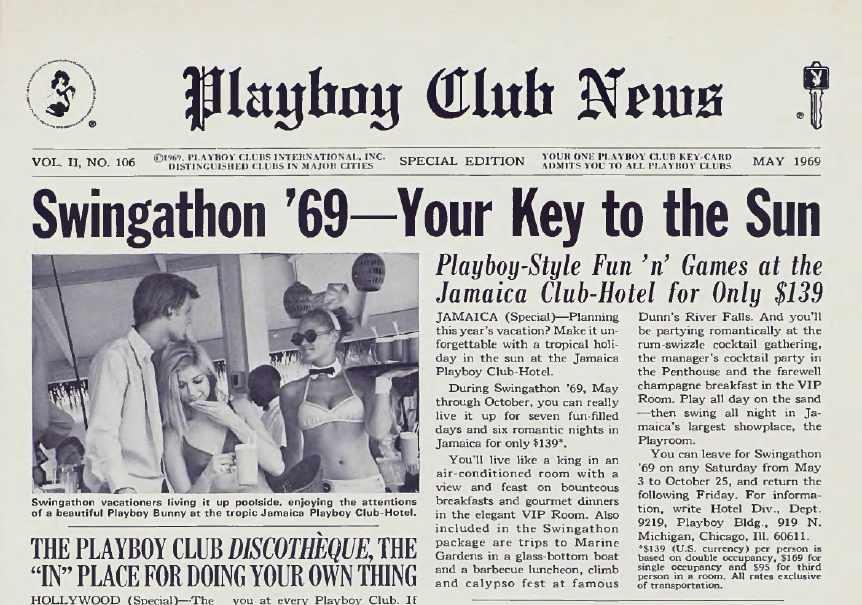 Playboy Club News
VOL. II, NO. 106
©1969, PLAYBOY CLUBS INTERNATIONAL, INC.
DISTINGUISHED CLUBS IN MAJOR CITIES
SPECIAL EDITION
YOUR ONE PLAYBOY CLUB KEY-CARD
ADMITS YOU TO ALL PLAYBOY CLUBS
MAY 1969
Swingathon ’69—Your Key to the Sun
Swingathon vacationers living it up poolside, enjoying the attentions
of a beautiful Playboy Bunny at the tropic Jamaica Playboy Club-Hotel.
THE PLAYBOY CLUB DISCOTHÈQUE, THE
“IN” PLACE FOR DOING YOUR OWN THING
HOLLYWOOD (Special)—The
you at every Playboy Club. If
Playboy-Style Fun ’n’ Games at the
Jamaica Club-Hotel for Only $139
JAMAICA (Special)—Planning
this year’s vacation? Make it un-
forgettable with a tropical holi-
day in the sun at the Jamaica
Playboy Club-Hotel.
During Swingathon ’69, May
through October, you can really
live it up for seven fun-filled
days and six romantic nights in
Jamaica for only $139*.
You’ll live like a king in an
air-conditioned room with a
view and feast on bounteous
breakfasts and gourmet dinners
in the elegant VIP Room. Also
included in the Swingathon
package are trips to Marine
Gardens in a glass-bottom boat
and a barbecue luncheon, climb
and calypso fest at famous
Dunn’s River Falls. And you’ll
be partying romantically at the
rum-swizzle cocktail gathering,
the manager’s cocktail party in
the Penthouse and the farewell
champagne breakfast in the VIP
Room. Play all day on the sand
—then swing all night in Ja-
maica’s largest showplace, the
Playroom.
You can leave for Swingathon
’69 on any Saturday from May
3 to October 25, and return the
following Friday. For informa-
tion, write Hotel Div., Dept.
9219, Playboy Bldg., 919 N.
Michigan, Chicago, Ill. 60611.
*$139 (U.S. currency) per person is
based on double occupancy, $169 for
single occupancy and $95 for third
person in a room. All rates exclusive
of transportation.